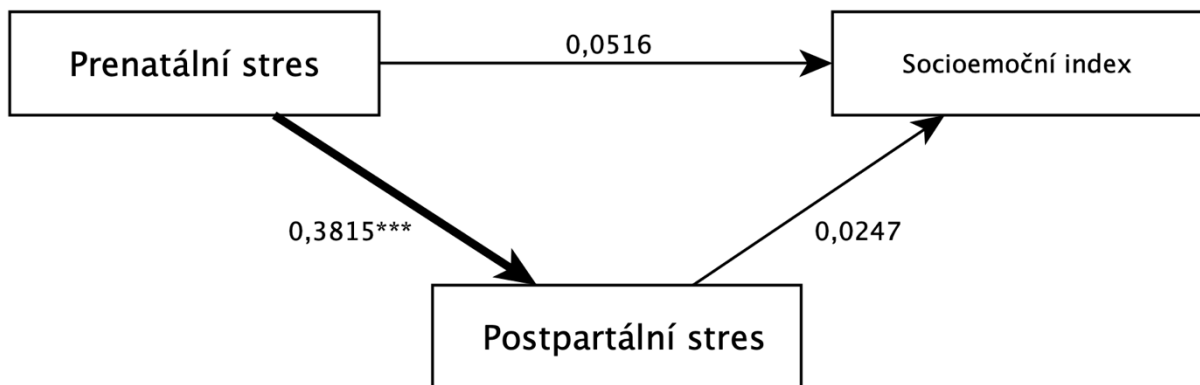 Prenatální stres
0,0516
Socioemoční index
0,3815***
0,0247
Postpartální stres